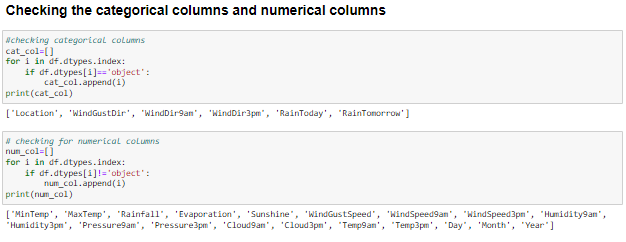 Checking the categorical columns and numerical columns
#checking categorical columns
cat_col=[]
for i in df.dtypes.index:
    if df.dtypes[i]=='object':
        cat_col.append(i)
print(cat_col)
['Location', 'WindGustDir', 'WindDir9am', 'WindDir3pm', 'RainToday', 'RainTomorrow']
# checking for numerical columns
num_col=[]
for i in df.dtypes.index:
    if df.dtypes[i]!='object':
        num_col.append(i)
print(num_col)
['MinTemp', 'MaxTemp', 'Rainfall', 'Evaporation', 'Sunshine', 'WindGustSpeed', 'WindSpeed9am', 'WindSpeed3pm', 'Humidity9am',
'Humidity3pm', 'Pressure9am', 'Pressure3pm', 'Cloud9am', 'Cloud3pm', 'Temp9am', 'Temp3pm', 'Day', 'Month', 'Year']